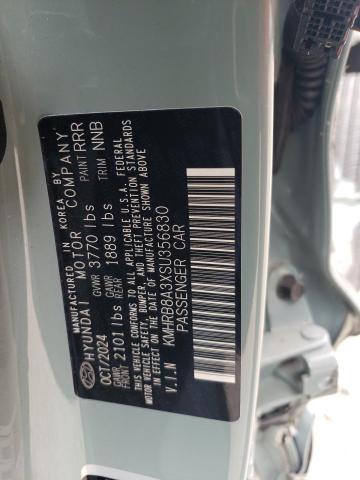 MFD. IN KOREA BY
HYUNDAI MOTOR COMPANY
OCT/2024 GVWR 3770 lbs PAINT RRR
GAWR FRONT 2101 lbs GAWR REAR 1889 lbs TRIM NNB
THIS VEHICLE CONFORMS TO ALL APPLICABLE U.S.A. FEDERAL
MOTOR VEHICLE SAFETY, BUMPER, AND THEFT PREVENTION
STANDARDS IN EFFECT ON THE DATE OF MANUFACTURE SHOWN ABOVE
V.I.N KMHRB8A3XSU356830
PASSENGER CAR